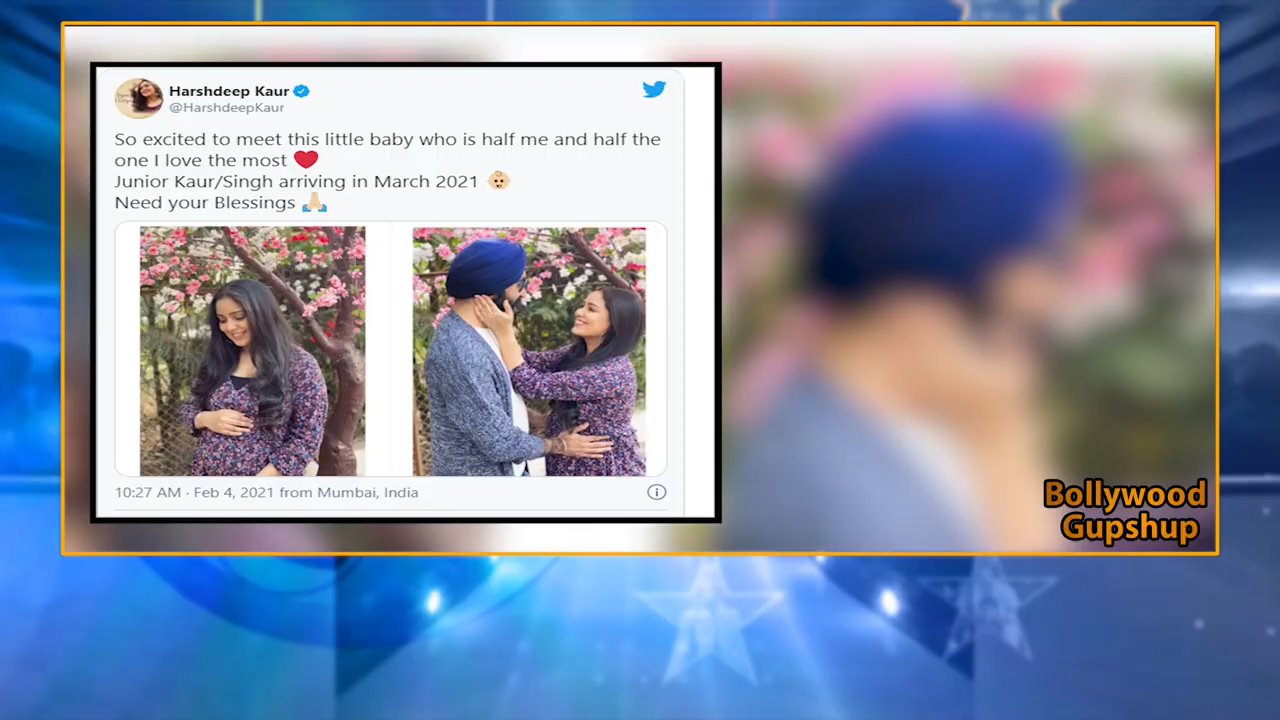 Harshdeep Kaur
@HarshdeepKaur
So excited to meet this little baby who is half me and half the
one I love the most ❤️
Junior Kaur/Singh arriving in March 2021 👶🏻
Need your Blessings 🙏🏻
10:27 AM · Feb 4, 2021 from Mumbai, India
Bollywood
Gupshup